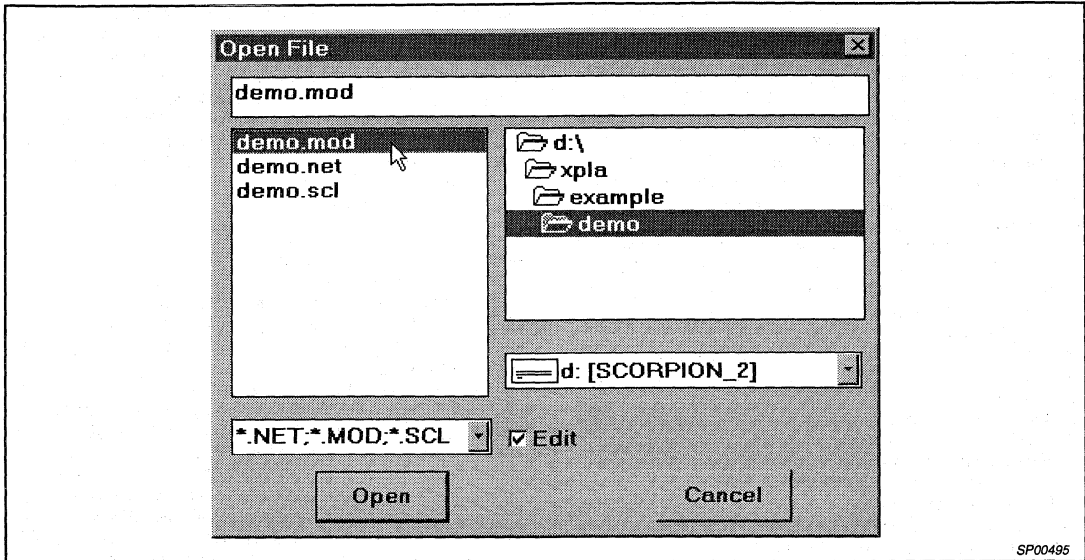 Open File
demo.mod
demo.mod
demo.net
demo.scl
d:\
xpla
example
demo
d: [SCORPION_2]
*.NET;*.MOD;*.SCL
Edit
Open
Cancel
SP00495